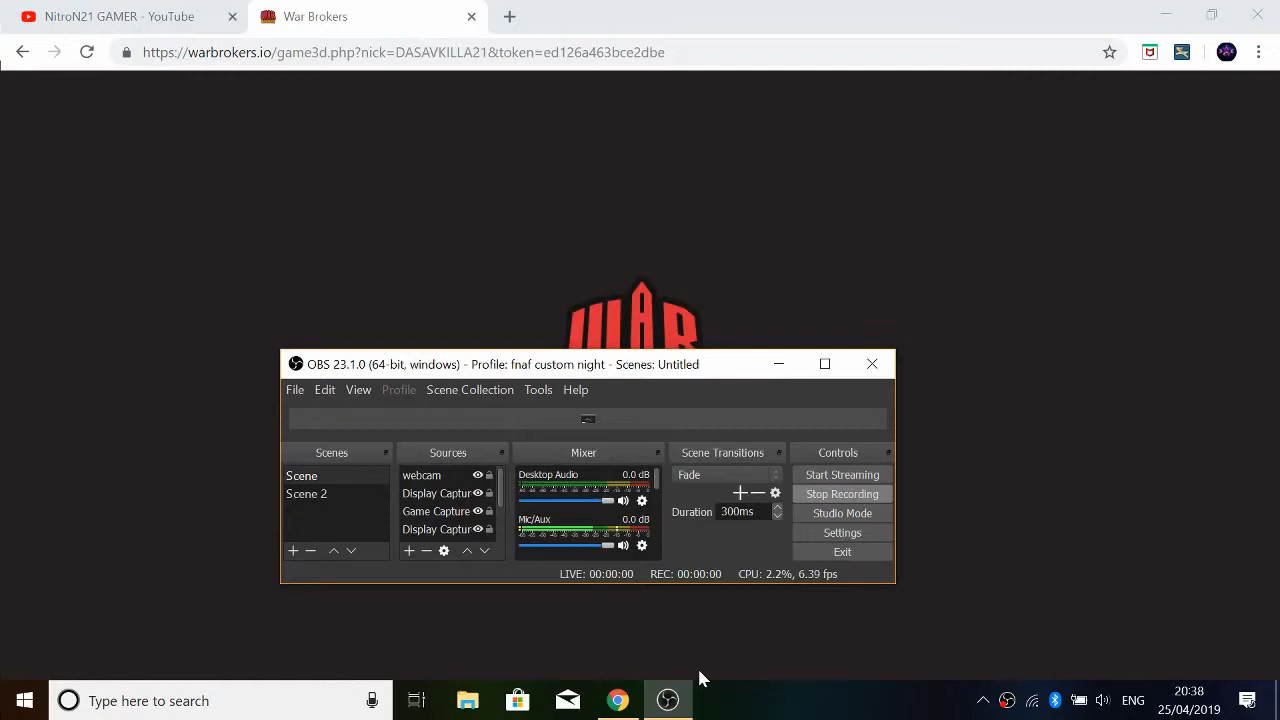 NitroN21 GAMER - YouTube
War Brokers
https://warbrokers.io/game3d.php?nick=DASAVKILLA21&token=ed126a463bce2dbe
WAR
OBS 23.1.0 (64-bit, windows) - Profile: fnaf custom night - Scenes: Untitled
File Edit View Profile Scene Collection Tools Help
Scenes Sources Mixer Scene Transitions Controls
Scene webcam Desktop Audio 0.0 dB Fade Start Streaming
Scenie 2 Display Captur Stop Recording
Game Capture Mic/Aux 0.0 dB Duration 300ms Studio Mode
Display Captur Settings
Exit
LIVE: 00:00:00 REC: 00:00:00 CPU: 2.2%, 6.39 fps
Type here to search
ENG
20:38
25/04/2019